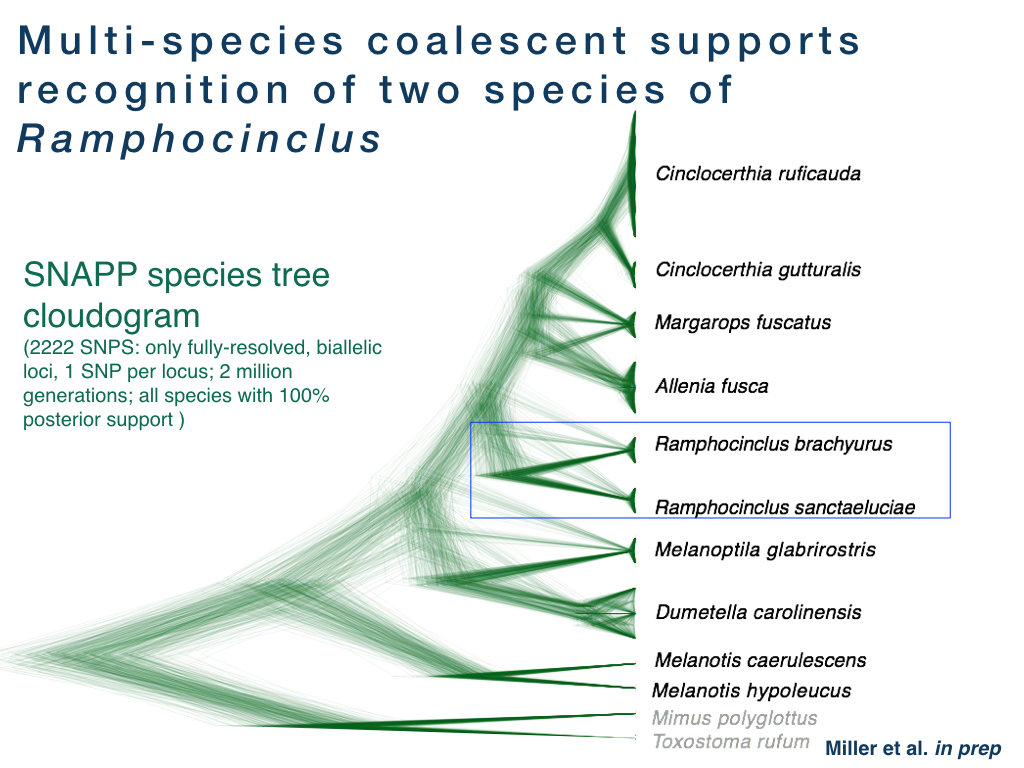 Multi-species coalescent supports
recognition of two species of
Ramphocinclus
SNAPP species tree
cloudogram
(2222 SNPS: only fully-resolved, biallelic
loci, 1 SNP per locus; 2 million
generations; all species with 100%
posterior support )
Cinclocerthia ruficauda
Cinclocerthia gutturalis
Margarops fuscatus
Allenia fusca
Ramphocinclus brachyurus
Ramphocinclus sanctaeluciae
Melanoptila glabrirostris
Dumetella carolinensis
Melanotis caerulescens
Melanotis hypoleucus
Mimus polyglottus
Toxostoma rufum
Miller et al. in prep